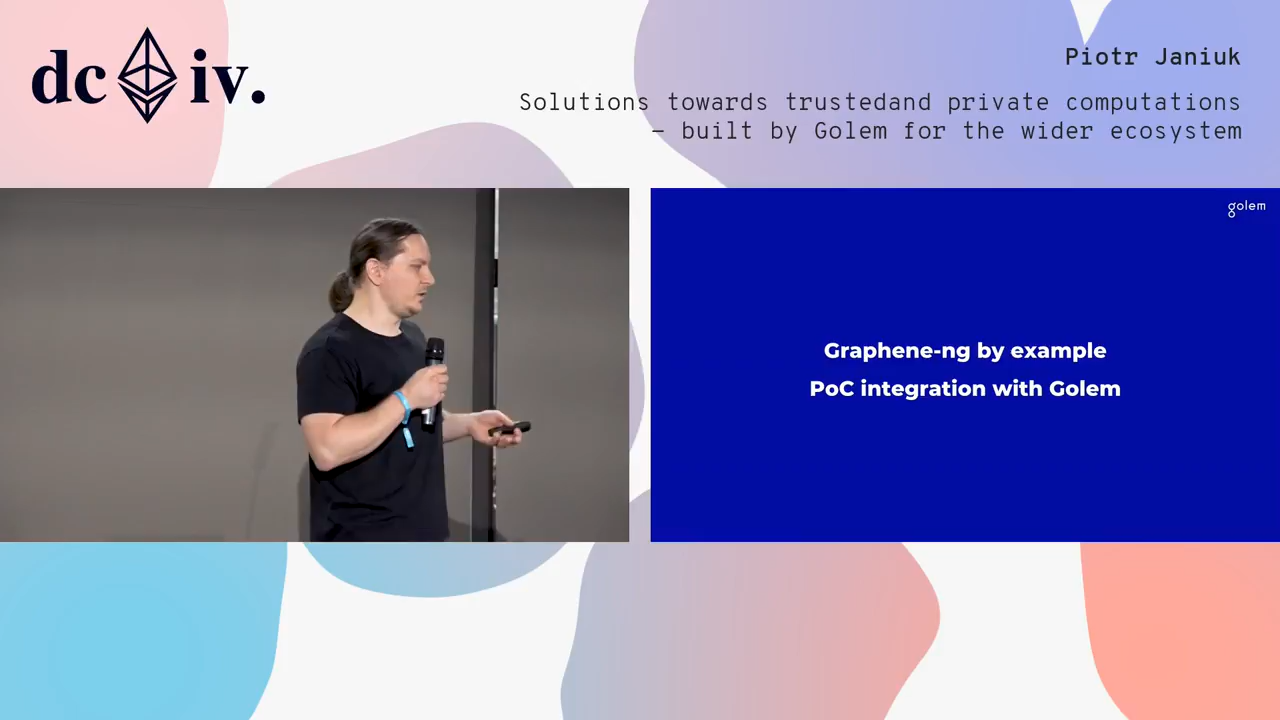 dc iv.
Piotr Janiuk
Solutions towards trustedand private computations
– built by Golem for the wider ecosystem
golem
Graphene-ng by example
PoC integration with Golem